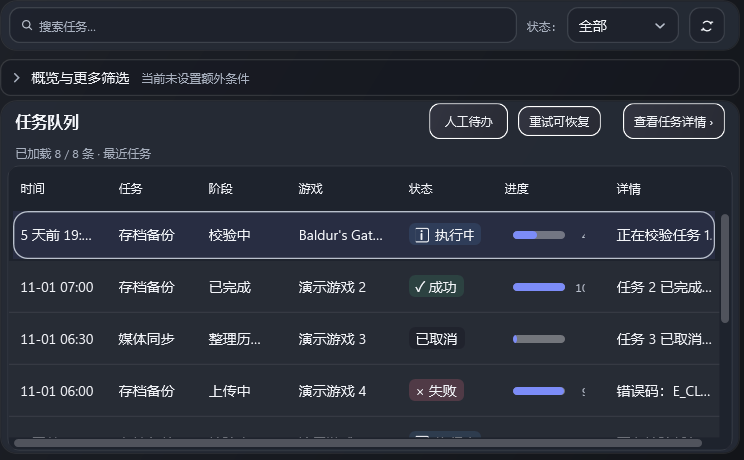 搜索任务... 状态: 全部
概览与更多筛选 当前未设置额外条件
任务队列 人工待办 重试可恢复 查看任务详情 ›
已加载 8 / 8 条 · 最近任务
时间 任务 阶段 游戏 状态 进度 详情
5 天前 19:... 存档备份 校验中 Baldur's Gat... 执行中 正在校验任务 1
11-01 07:00 存档备份 已完成 演示游戏 2 ✓ 成功 10 任务 2 已完成...
11-01 06:30 媒体同步 整理历... 演示游戏 3 已取消 任务 3 已取消...
11-01 06:00 存档备份 上传中 演示游戏 4 × 失败 错误码：E_CL...